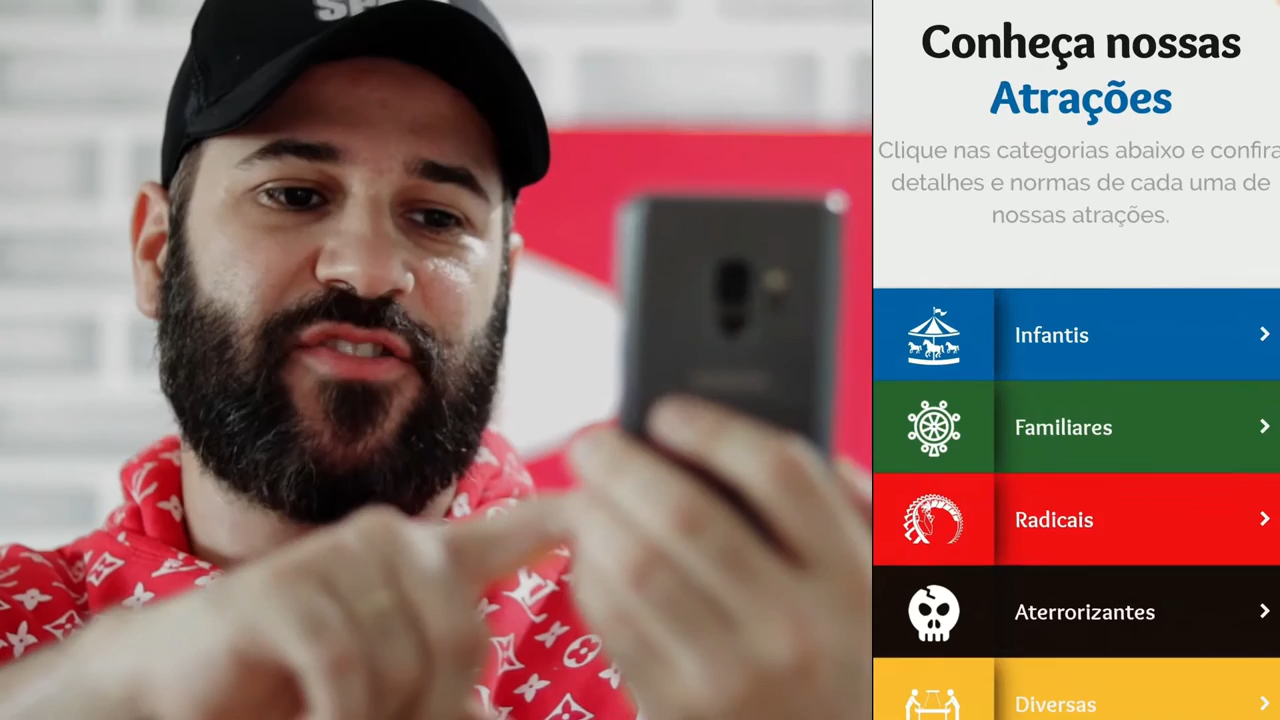 Conheça nossas
Atrações
Clique nas categorias abaixo e confira
detalhes e normas de cada uma de
nossas atrações.
Infantis
Familiares
Radicais
Aterrorizantes
Diversas